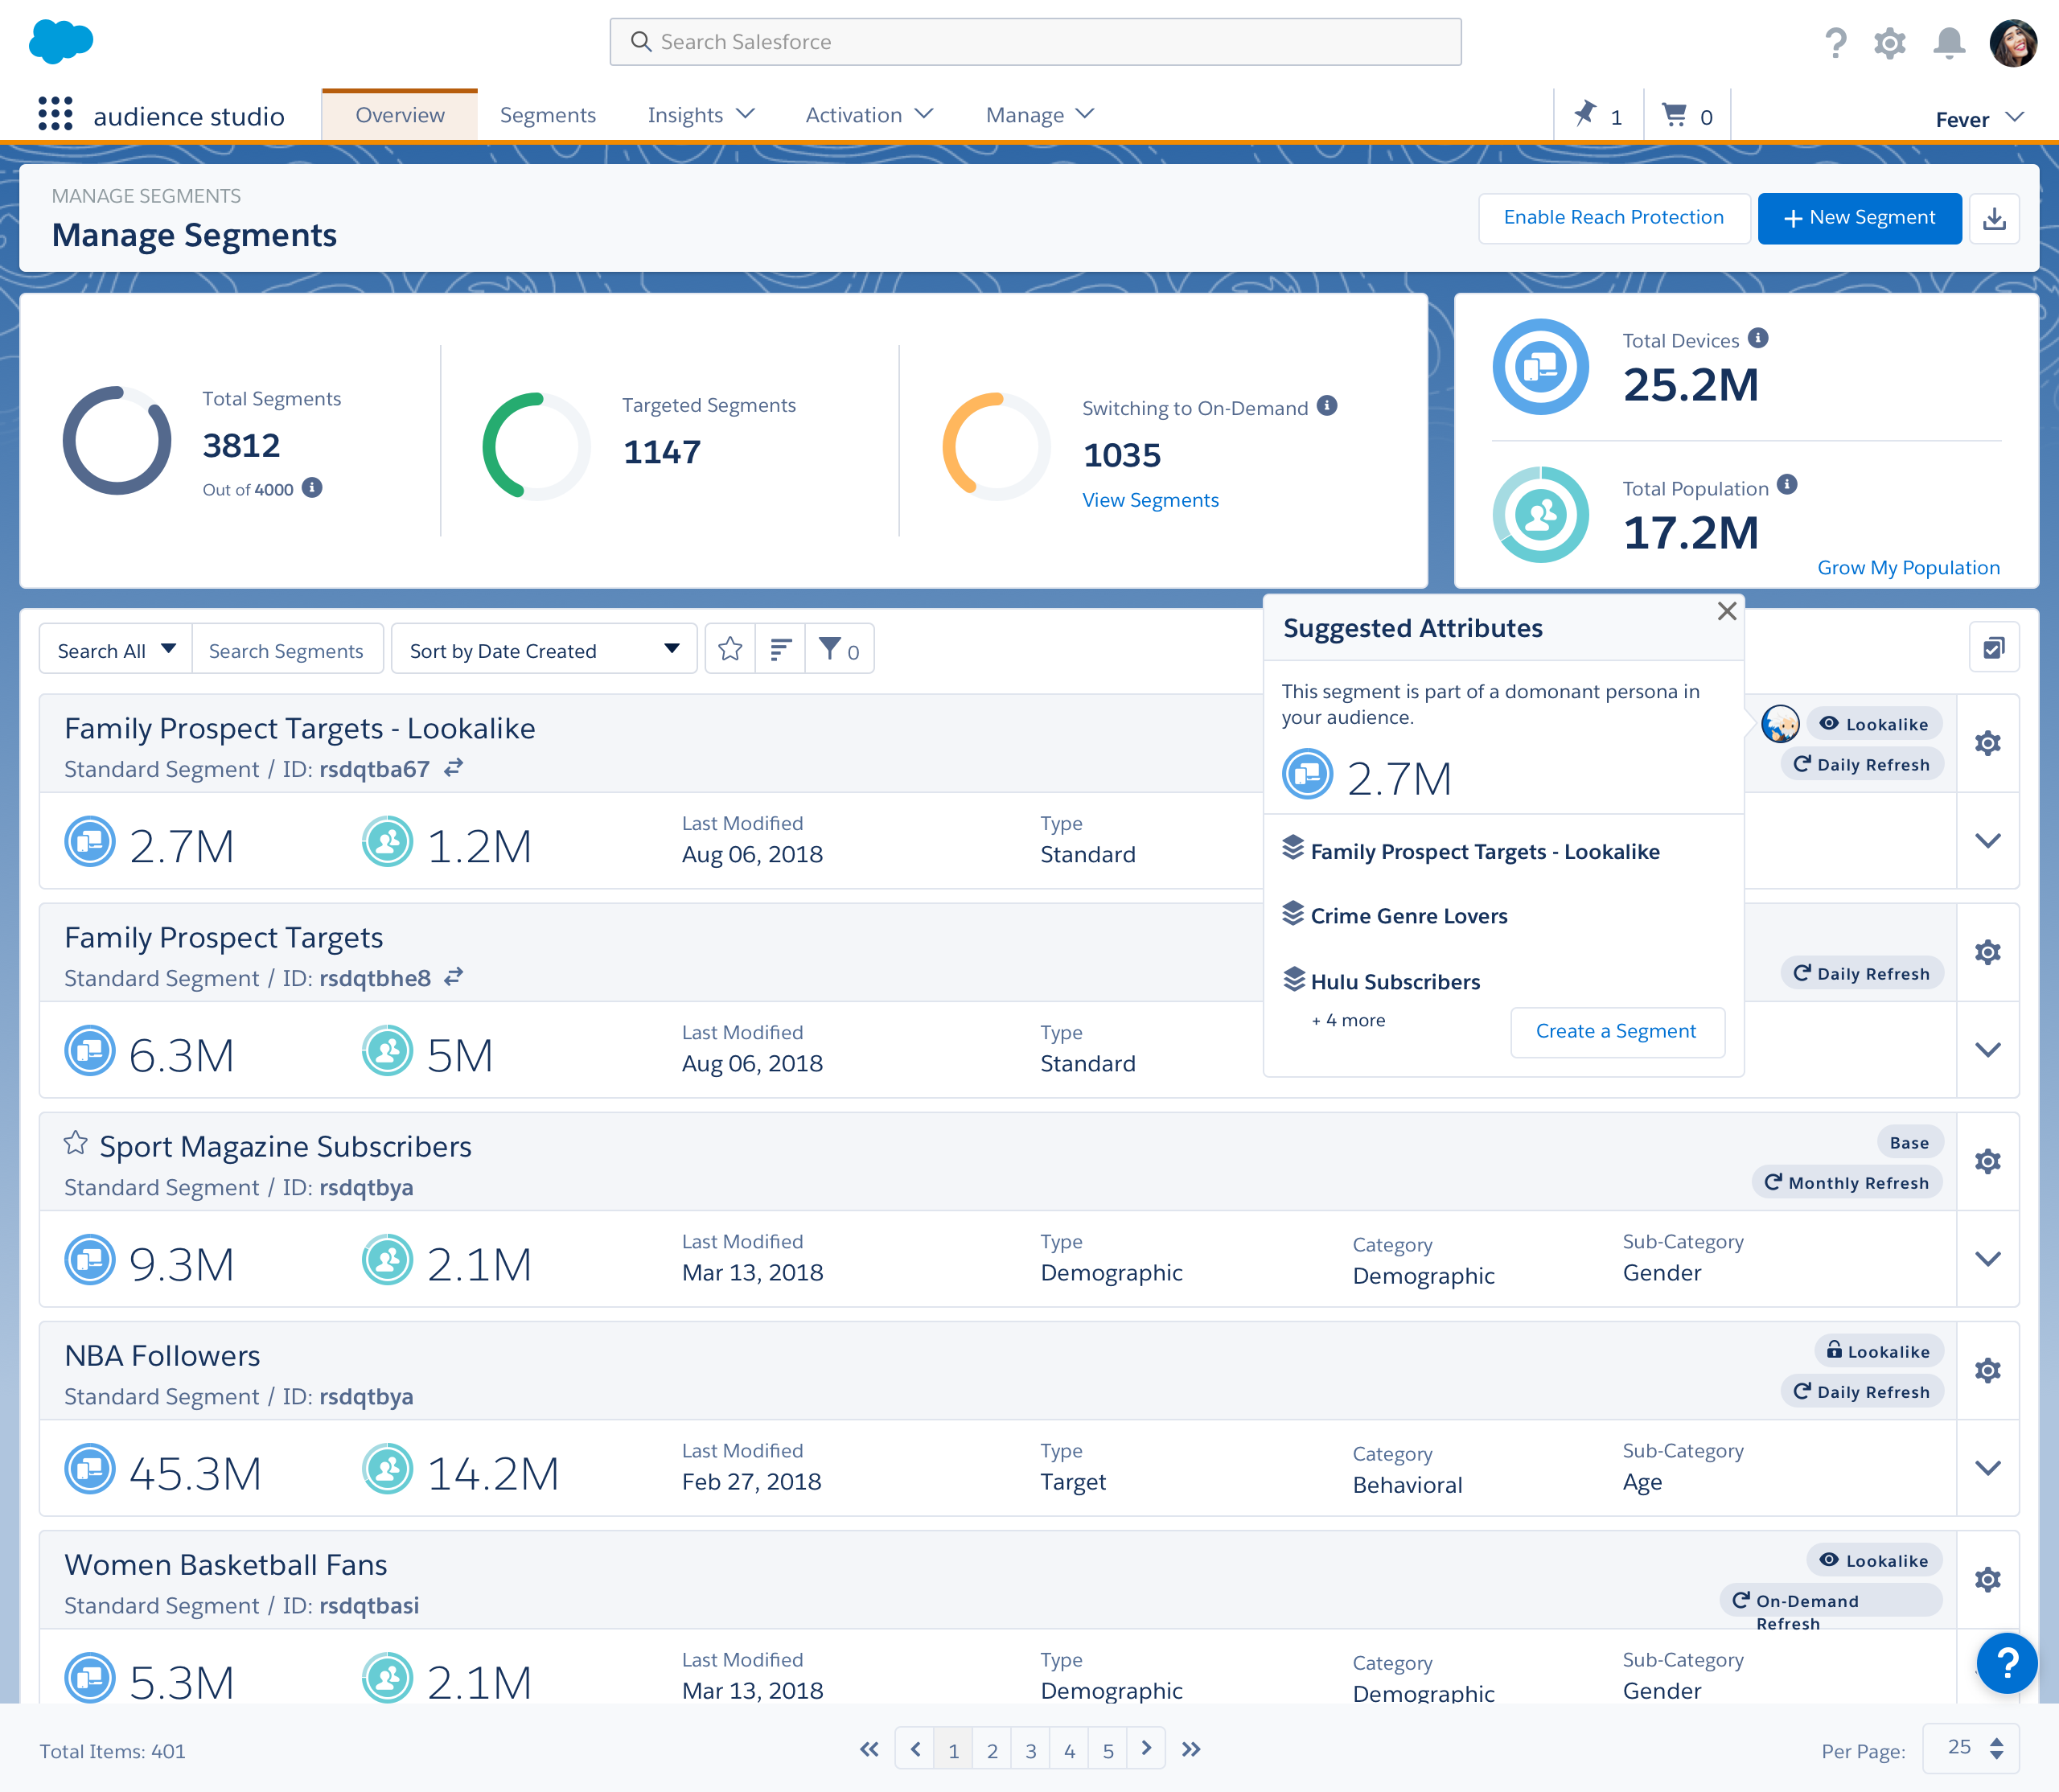 Search Salesforce
audience studio
Overview
Segments
Insights
Activation
Manage
1
0
Fever
MANAGE SEGMENTS
Manage Segments
Enable Reach Protection
+ New Segment
Total Segments
3812
Out of 4000
Targeted Segments
1147
Switching to On-Demand
1035
View Segments
Total Devices
25.2M
Total Population
17.2M
Grow My Population
Search All
Search Segments
Sort by Date Created
0
Suggested Attributes
This segment is part of a domonant persona in
your audience.
2.7M
Family Prospect Targets - Lookalike
Crime Genre Lovers
Hulu Subscribers
+ 4 more
Create a Segment
Family Prospect Targets - Lookalike
Standard Segment / ID: rsdqtba67
Lookalike
Daily Refresh
2.7M
1.2M
Last Modified
Aug 06, 2018
Type
Standard
Family Prospect Targets
Standard Segment / ID: rsdqtbhe8
Daily Refresh
6.3M
5M
Last Modified
Aug 06, 2018
Type
Standard
Sport Magazine Subscribers
Standard Segment / ID: rsdqtbya
Base
Monthly Refresh
9.3M
2.1M
Last Modified
Mar 13, 2018
Type
Demographic
Category
Demographic
Sub-Category
Gender
NBA Followers
Standard Segment / ID: rsdqtbya
Lookalike
Daily Refresh
45.3M
14.2M
Last Modified
Feb 27, 2018
Type
Target
Category
Behavioral
Sub-Category
Age
Women Basketball Fans
Standard Segment / ID: rsdqtbasi
Lookalike
On-Demand
Refresh
5.3M
2.1M
Last Modified
Mar 13, 2018
Type
Demographic
Category
Demographic
Sub-Category
Gender
?
Total Items: 401
1
2
3
4
5
Per Page:
25